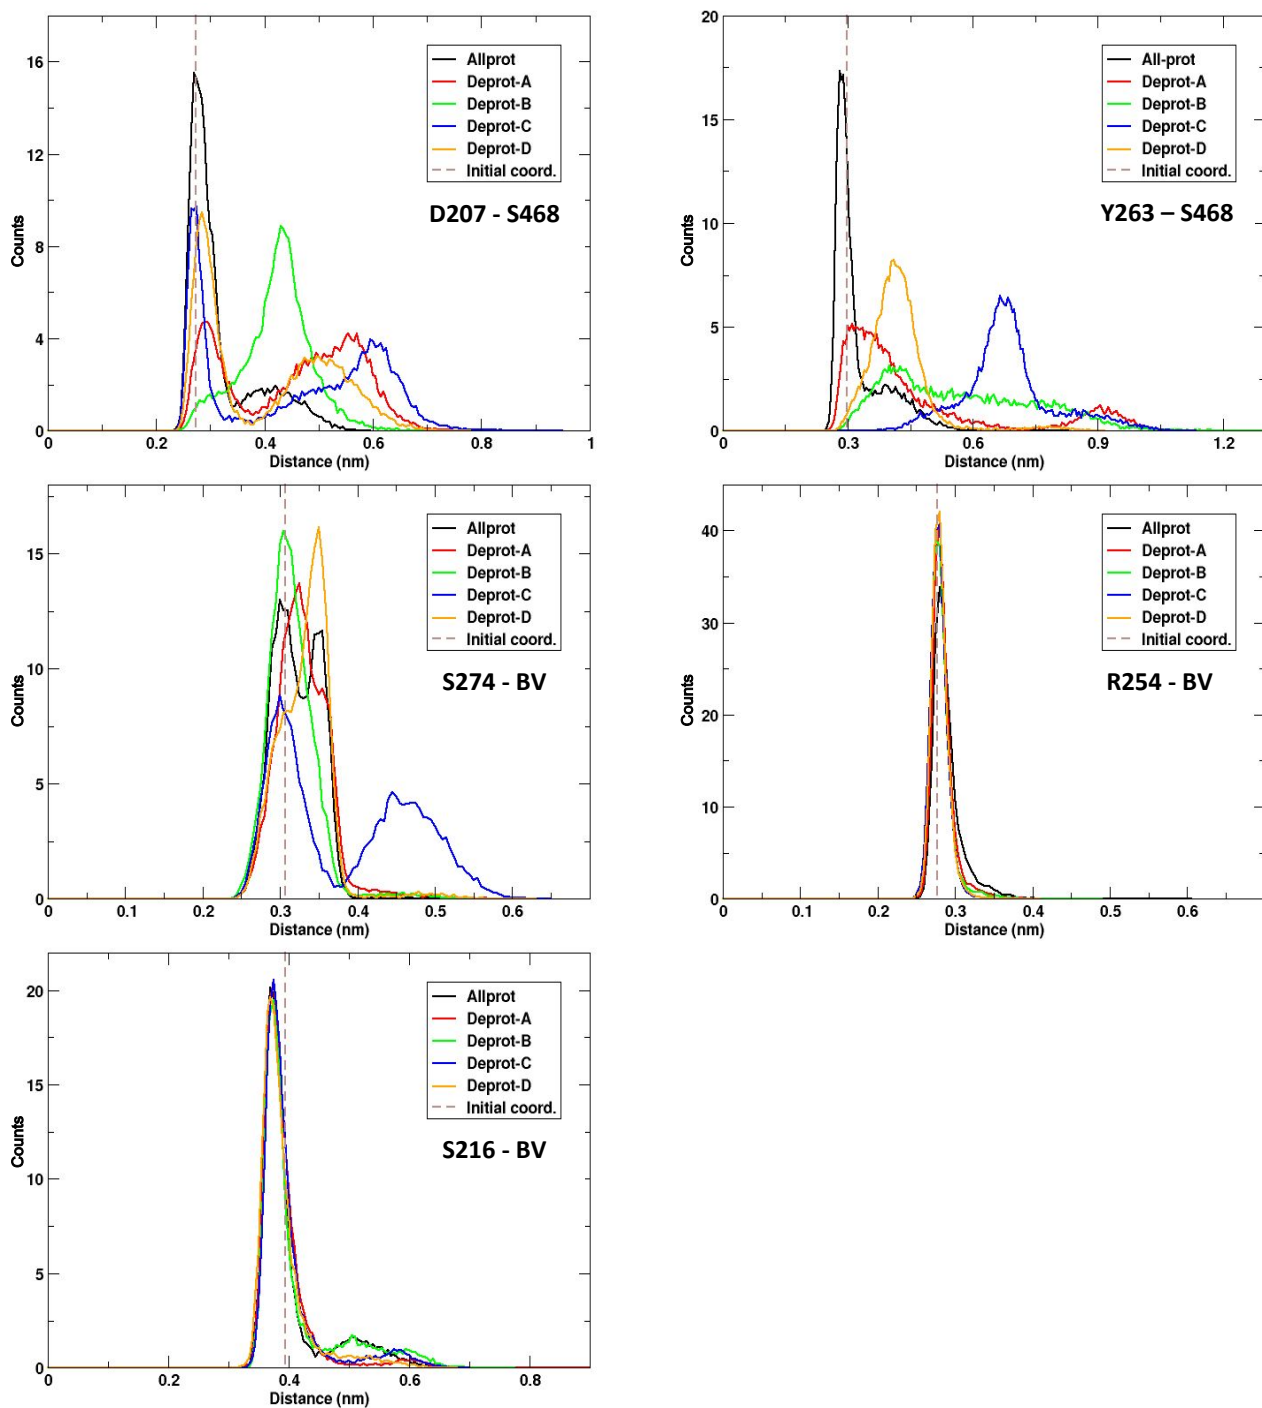 16
12
8
4
0
Counts
0
0.2
0.4
0.6
0.8
1
Distance (nm)
Allprot
Deprot-A
Deprot-B
Deprot-C
Deprot-D
Initial coord.
D207 - S468
20
15
10
5
0
Counts
0
0.3
0.6
0.9
1.2
Distance (nm)
All-prot
Deprot-A
Deprot-B
Deprot-C
Deprot-D
Initial coord.
Y263 – S468
15
10
5
0
Counts
0
0.1
0.2
0.3
0.4
0.5
0.6
Distance (nm)
Allprot
Deprot-A
Deprot-B
Deprot-C
Deprot-D
Initial coord.
S274 - BV
40
30
20
10
0
Counts
0
0.1
0.2
0.3
0.4
0.5
0.6
Distance (nm)
Allprot
Deprot-A
Deprot-B
Deprot-C
Deprot-D
Initial coord.
R254 - BV
20
15
10
5
0
Counts
0
0.2
0.4
0.6
0.8
Distance (nm)
Allprot
Deprot-A
Deprot-B
Deprot-C
Deprot-D
Initial coord.
S216 - BV